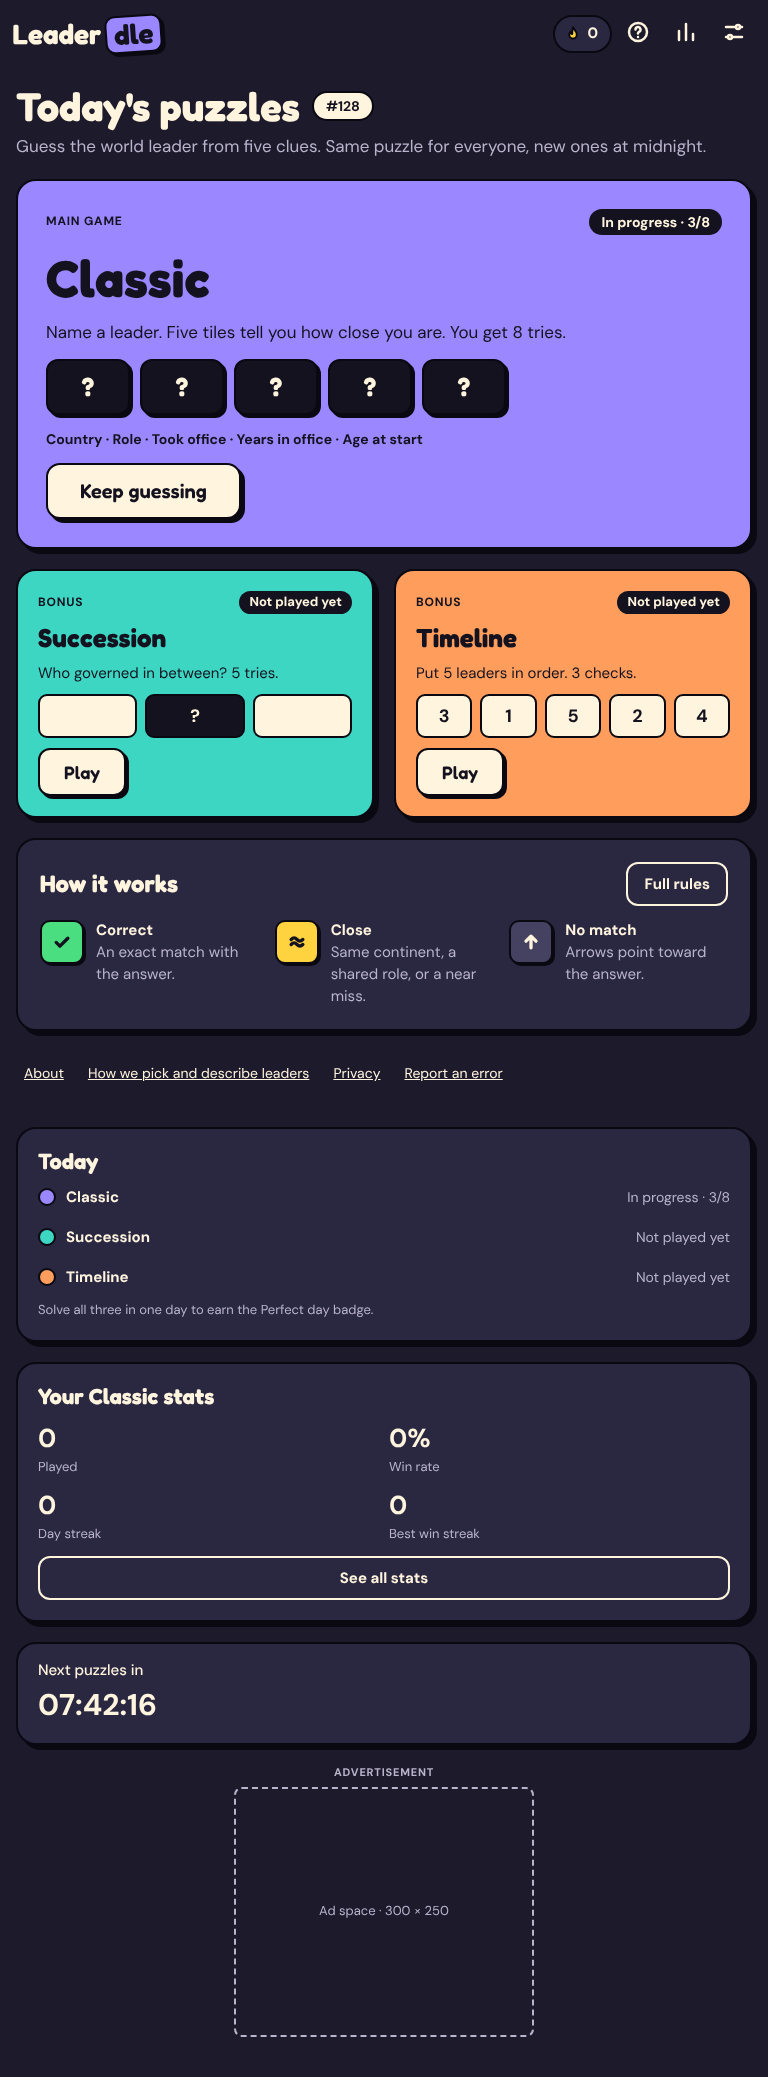 Leader dle
0
Today's puzzles #128
Guess the world leader from five clues. Same puzzle for everyone, new ones at midnight.
MAIN GAME
In progress · 3/8
Classic
Name a leader. Five tiles tell you how close you are. You get 8 tries.
? ? ? ? ?
Country · Role · Took office · Years in office · Age at start
Keep guessing
BONUS
Not played yet
Succession
Who governed in between? 5 tries.
?
Play
BONUS
Not played yet
Timeline
Put 5 leaders in order. 3 checks.
3 1 5 2 4
Play
How it works
Full rules
Correct
An exact match with
the answer.
Close
Same continent, a
shared role, or a near
miss.
No match
Arrows point toward
the answer.
About How we pick and describe leaders Privacy Report an error
Today
Classic In progress · 3/8
Succession Not played yet
Timeline Not played yet
Solve all three in one day to earn the Perfect day badge.
Your Classic stats
0 0%
Played Win rate
0 0
Day streak Best win streak
See all stats
Next puzzles in
07:42:16
ADVERTISEMENT
Ad space · 300 × 250